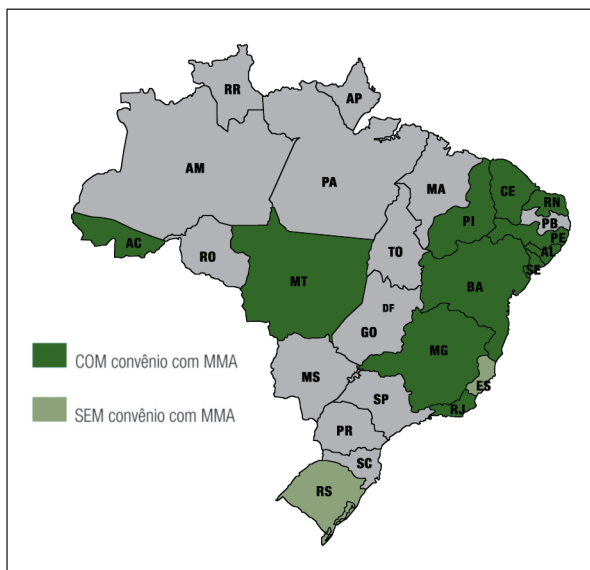 RR
AP
AM
PA
MA
CE
RN
PB
PE
AL
SE
PI
AC
RO
TO
MT
BA
DF
GO
MG
ES
MS
SP
RJ
PR
SC
RS
COM convênio com MMA
SEM convênio com MMA